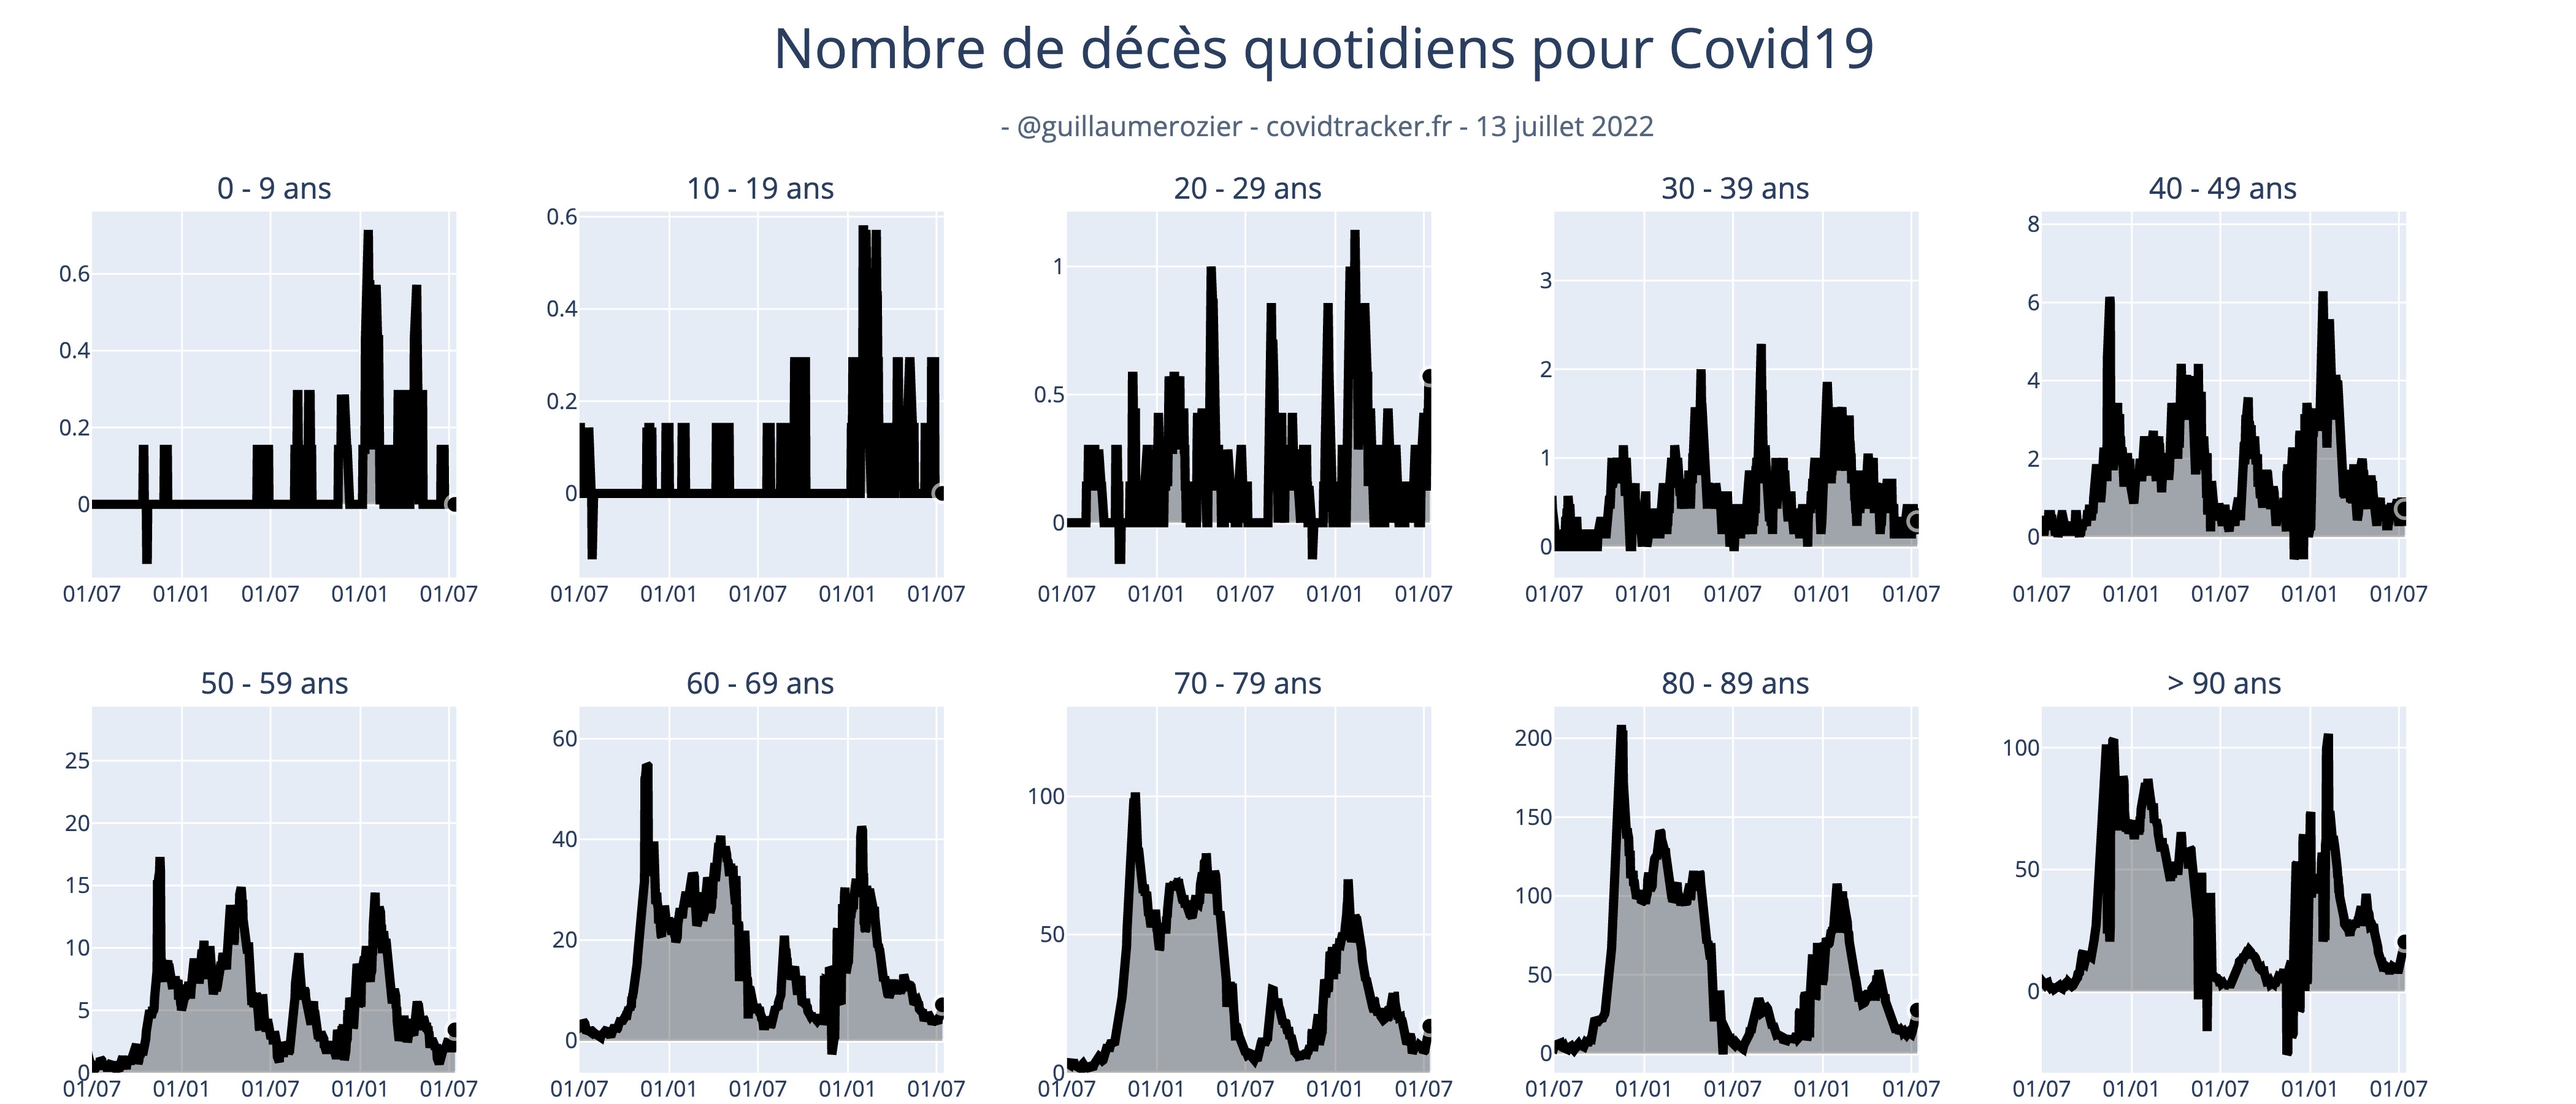 Nombre de décès quotidiens pour Covid19
- @guillaumerozier - covidtracker.fr - 13 juillet 2022
0 - 9 ans
10 - 19 ans
20 - 29 ans
30 - 39 ans
40 - 49 ans
0.6
0.4
0.2
0
01/07 01/01 01/07 01/01 01/07
0.6
0.4
0.2
0
01/07 01/01 01/07 01/01 01/07
1
0.5
0
01/07 01/01 01/07 01/01 01/07
3
2
1
0
01/07 01/01 01/07 01/01 01/07
8
6
4
2
0
01/07 01/01 01/07 01/01 01/07
50 - 59 ans
60 - 69 ans
70 - 79 ans
80 - 89 ans
> 90 ans
25
20
15
10
5
0
01/07 01/01 01/07 01/01 01/07
60
40
20
0
01/07 01/01 01/07 01/01 01/07
100
50
0
01/07 01/01 01/07 01/01 01/07
200
150
100
50
0
01/07 01/01 01/07 01/01 01/07
100
50
0
01/07 01/01 01/07 01/01 01/07